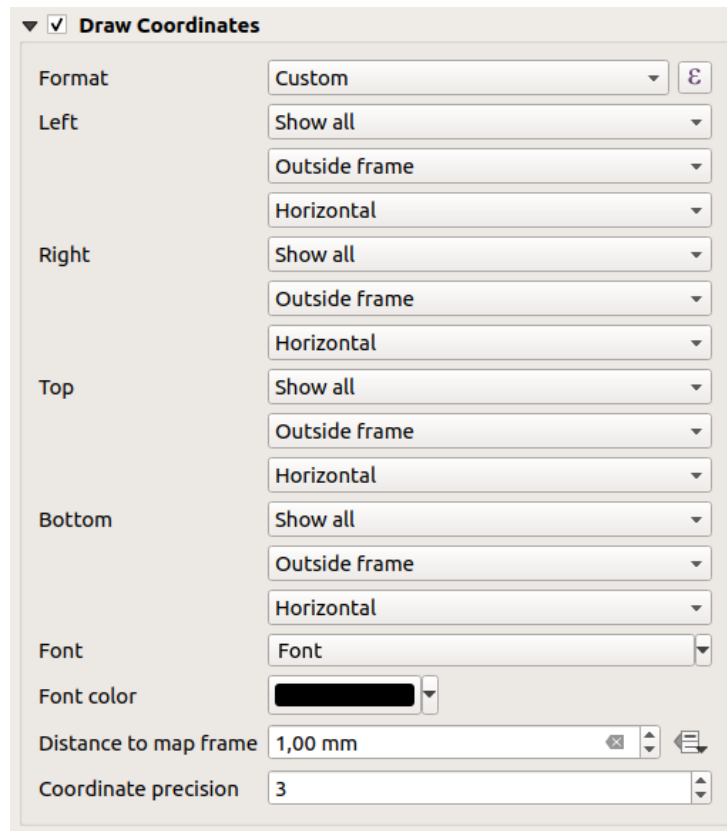 Draw Coordinates
Format Custom ε
Left Show all
Outside frame
Horizontal
Right Show all
Outside frame
Horizontal
Top Show all
Outside frame
Horizontal
Bottom Show all
Outside frame
Horizontal
Font Font
Font color
Distance to map frame 1,00 mm
Coordinate precision 3